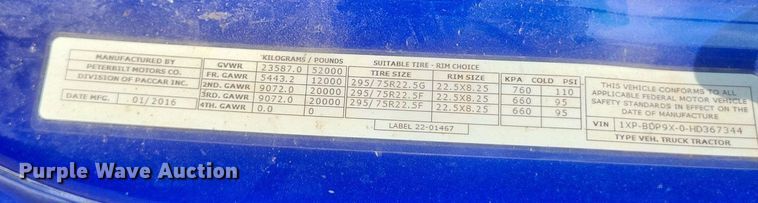 MANUFACTURED BY
PETERBILT MOTORS CO.
DIVISION OF PACCAR INC.
DATE MFG. 01/2016
KILOGRAMS / POUNDS
GVWR 23587.0 52000
FR. GAWR 5443.2 12000
2ND. GAWR 9072.0 20000
3RD. GAWR 9072.0 20000
4TH. GAWR 0.0 0
SUITABLE TIRE - RIM CHOICE
TIRE SIZE RIM SIZE KPA COLD PSI
295/75R22.5G 22.5X8.25 760 110
295/75R22.5F 22.5X8.25 660 95
295/75R22.5F 22.5X8.25 660 95
LABEL 22-01467
THIS VEHICLE CONFORMS TO ALL
APPLICABLE FEDERAL MOTOR VEHICLE
SAFETY STANDARDS IN EFFECT ON THE
DATE OF MANUFACTURE
VIN 1XP-BDP9X-0-HD367344
TYPE VEH. TRUCK TRACTOR
Purple Wave Auction